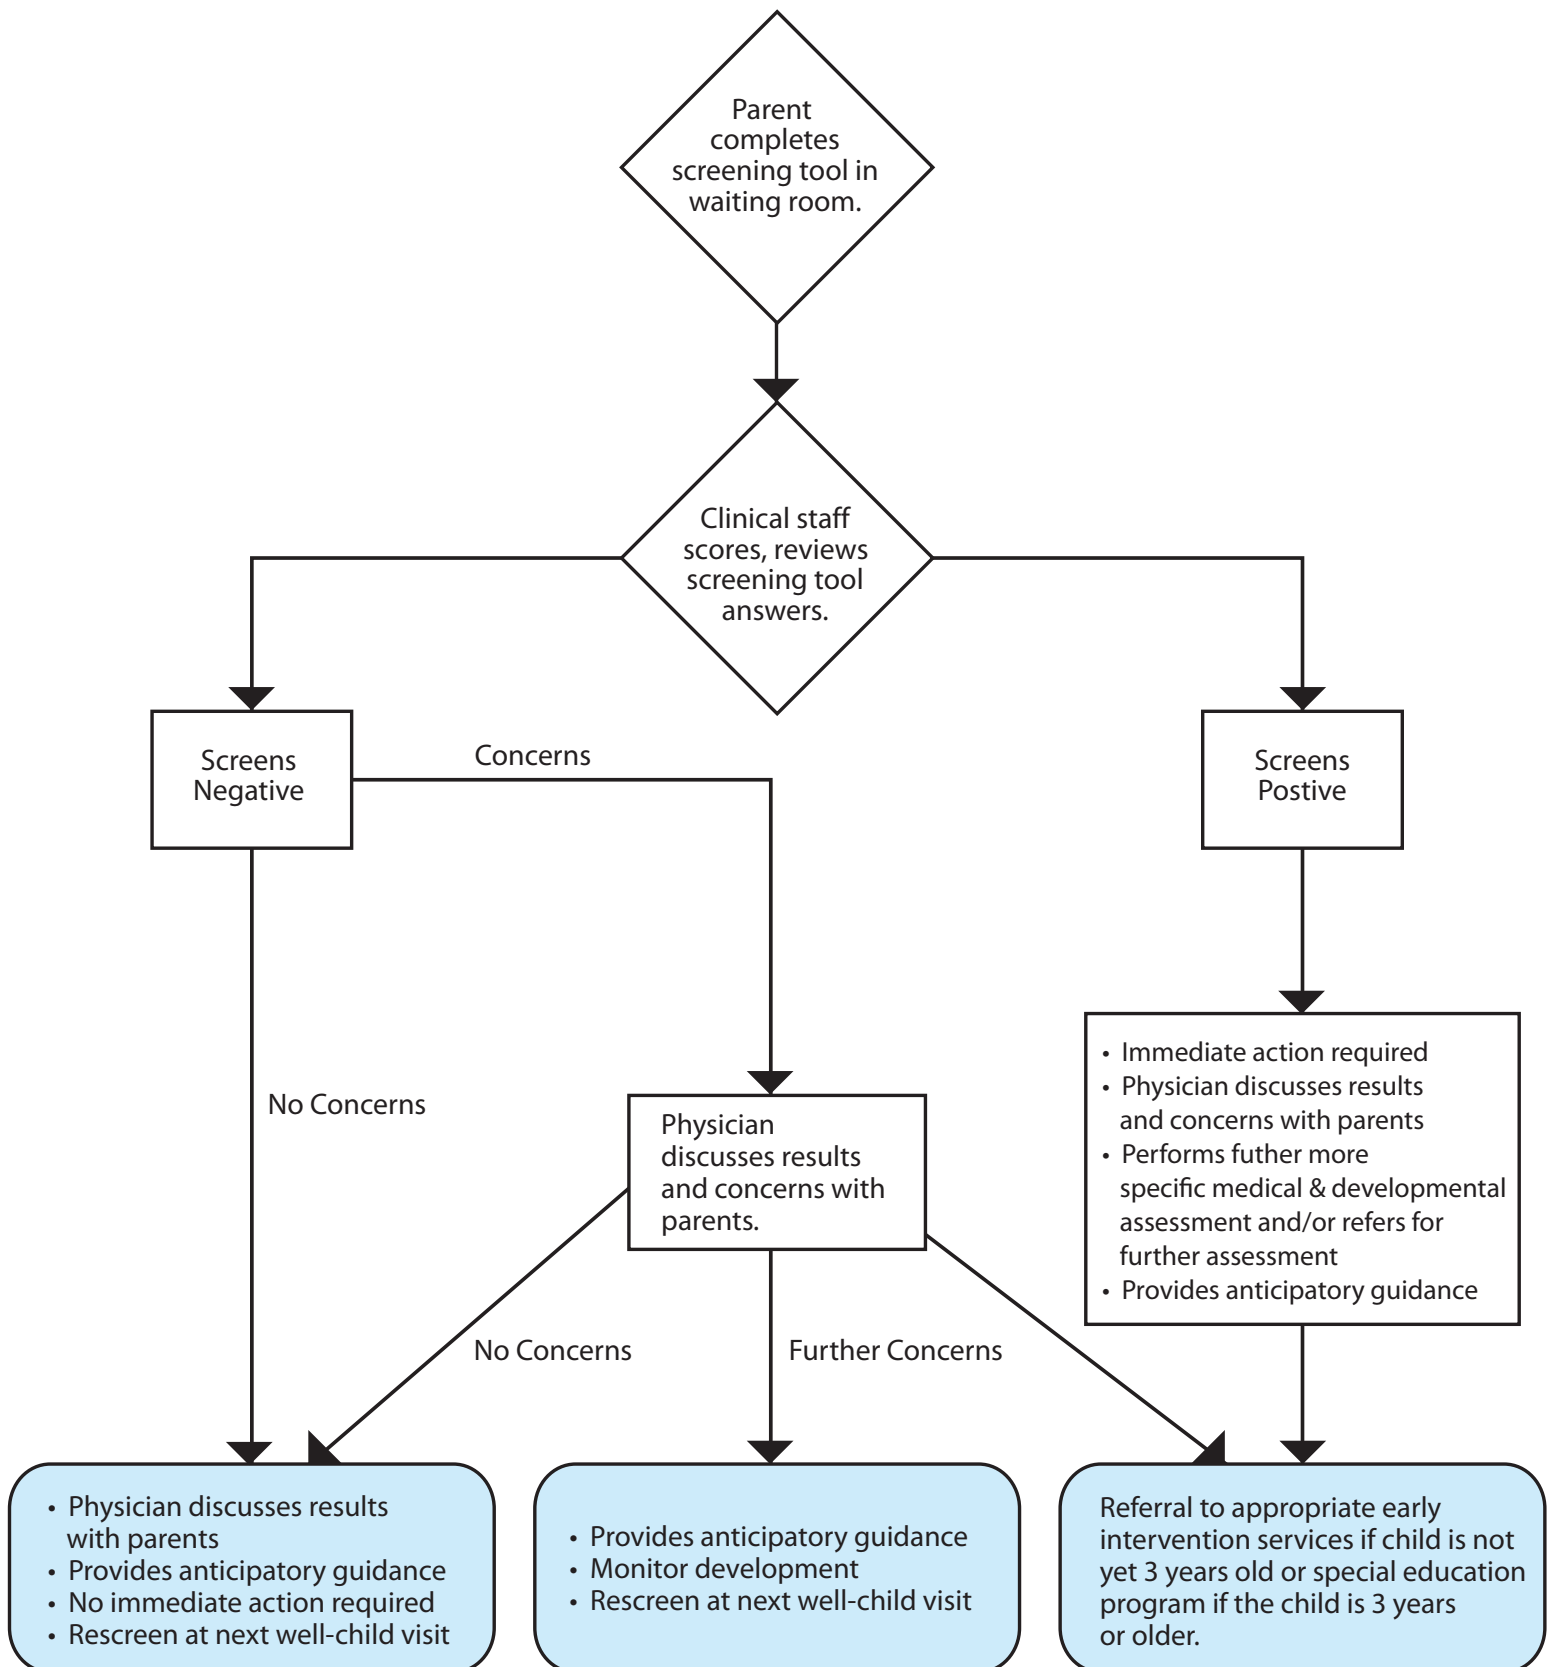 Parent
completes
screening tool in
waiting room.
Clinical staff
scores, reviews
screening tool
answers.
Screens
Negative
Concerns
Screens
Postive
No Concerns
Physician
discusses results
and concerns with
parents.
• Immediate action required
• Physician discusses results
and concerns with parents
• Performs futher more
specific medical & developmental
assessment and/or refers for
further assessment
• Provides anticipatory guidance
No Concerns
Further Concerns
• Physician discusses results
with parents
• Provides anticipatory guidance
• No immediate action required
• Rescreen at next well-child visit
• Provides anticipatory guidance
• Monitor development
• Rescreen at next well-child visit
Referral to appropriate early
intervention services if child is not
yet 3 years old or special education
program if the child is 3 years
or older.